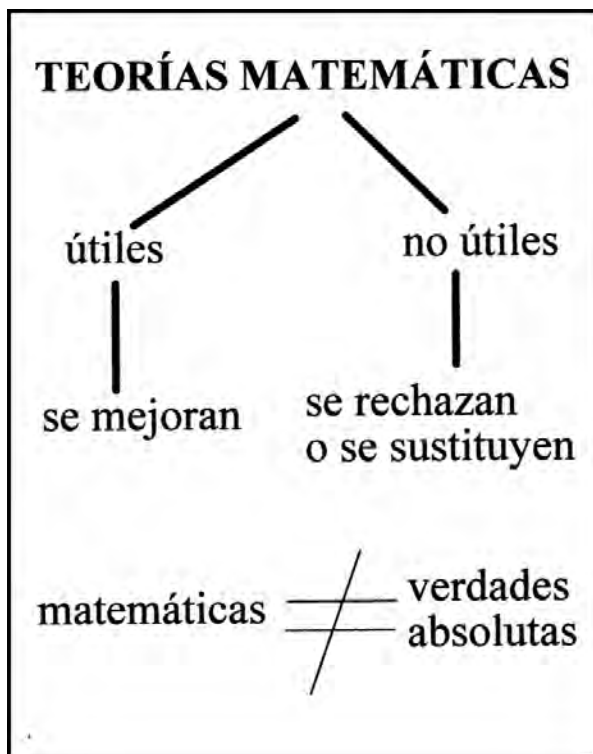 TEORÍAS MATEMÁTICAS
útiles
no útiles
se mejoran
se rechazan
o se sustituyen
matemáticas ≠ verdades
absolutas